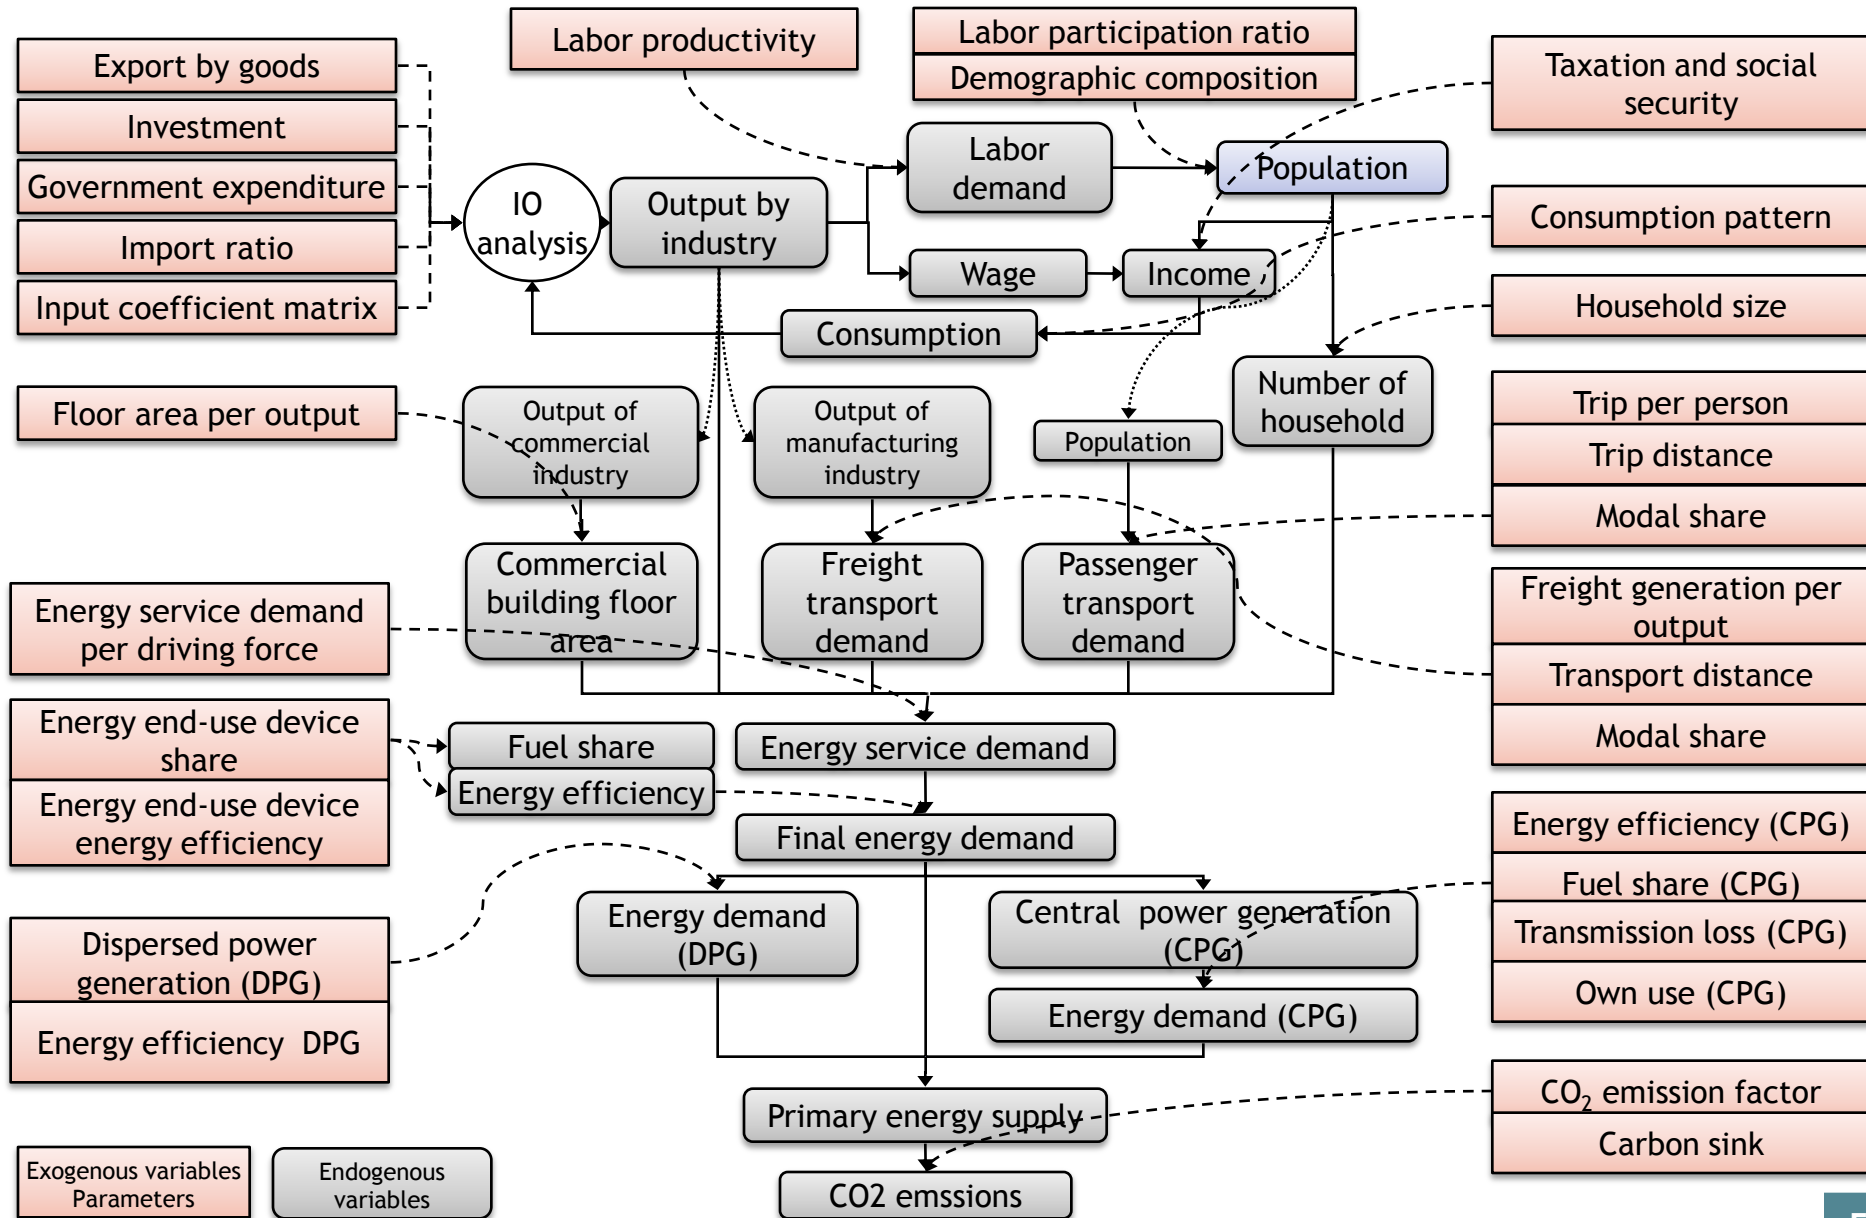 Export by goods
Investment
Government expenditure
Import ratio
Input coefficient matrix
Labor productivity
Labor participation ratio
Demographic composition
Taxation and social
security
IO
analysis
Output by
industry
Labor
demand
Population
Wage
Income
Consumption
Consumption pattern
Household size
Floor area per output
Output of
commercial
industry
Output of
manufacturing
industry
Population
Number of
household
Trip per person
Trip distance
Modal share
Commercial
building floor
area
Freight
transport
demand
Passenger
transport
demand
Energy service demand
per driving force
Freight generation per
output
Transport distance
Modal share
Energy end-use device
share
Energy end-use device
energy efficiency
Fuel share
Energy efficiency
Energy service demand
Final energy demand
Energy efficiency (CPG)
Fuel share (CPG)
Transmission loss (CPG)
Own use (CPG)
Dispersed power
generation (DPG)
Energy efficiency DPG
Energy demand
(DPG)
Central power generation
(CPG)
Energy demand (CPG)
Primary energy supply
CO2 emssions
CO₂ emission factor
Carbon sink
Exogenous variables
Parameters
Endogenous
variables